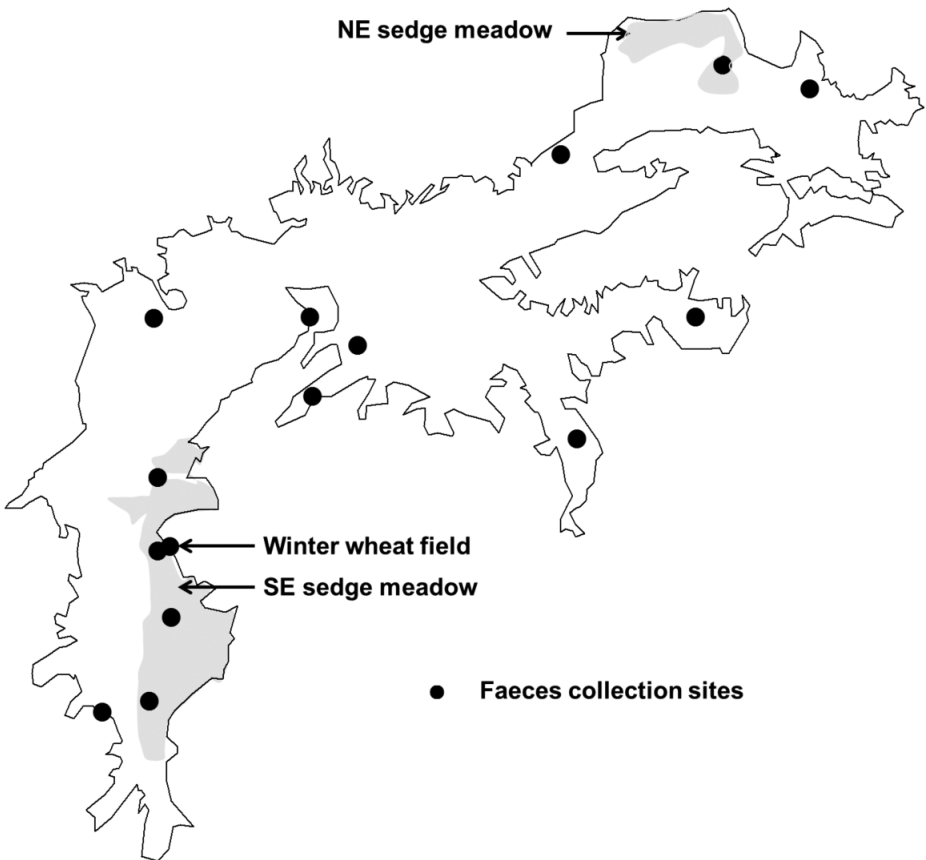 NE sedge meadow
Winter wheat field
SE sedge meadow
Faeces collection sites